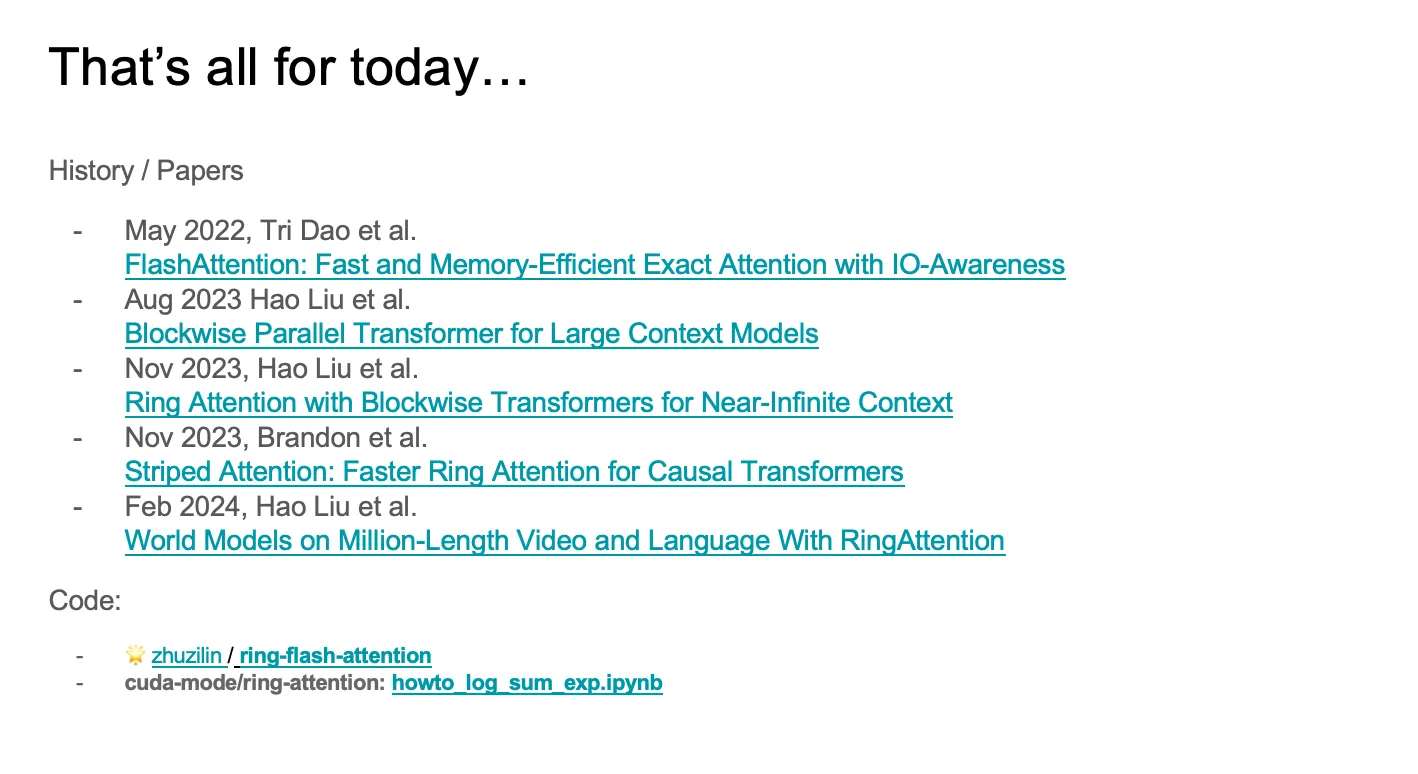 That’s all for today…
History / Papers
- May 2022, Tri Dao et al.
FlashAttention: Fast and Memory-Efficient Exact Attention with IO-Awareness
- Aug 2023 Hao Liu et al.
Blockwise Parallel Transformer for Large Context Models
- Nov 2023, Hao Liu et al.
Ring Attention with Blockwise Transformers for Near-Infinite Context
- Nov 2023, Brandon et al.
Striped Attention: Faster Ring Attention for Causal Transformers
- Feb 2024, Hao Liu et al.
World Models on Million-Length Video and Language With RingAttention
Code:
- 🌟 zhuzilin / ring-flash-attention
- cuda-mode/ring-attention: howto_log_sum_exp.ipynb